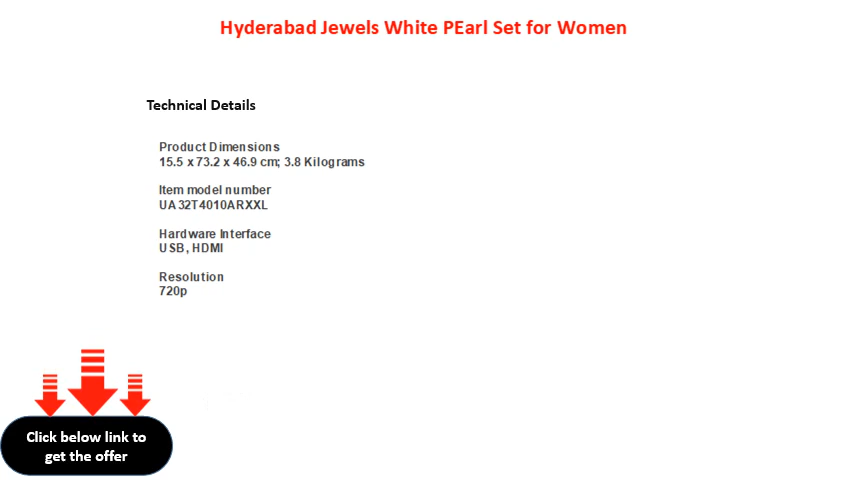 Hyderabad Jewels White PEarl Set for Women
Technical Details
Product Dimensions
15.5 x 73.2 x 46.9 cm; 3.8 Kilograms
Item model number
UA32T4010ARXXL
Hardware Interface
USB, HDMI
Resolution
720p
Click below link to
get the offer